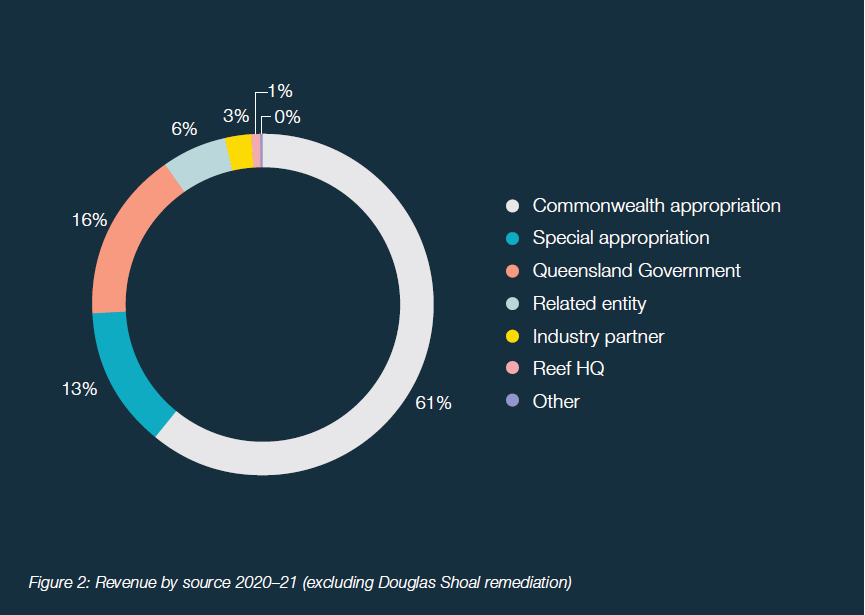 1%
3%
0%
6%
16%
13%
61%
Commonwealth appropriation
Special appropriation
Queensland Government
Related entity
Industry partner
Reef HQ
Other
Figure 2: Revenue by source 2020–21 (excluding Douglas Shoal remediation)